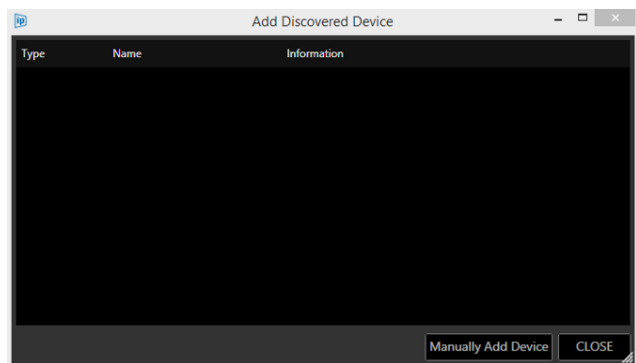 ip
Add Discovered Device
Type Name Information
Manually Add Device CLOSE